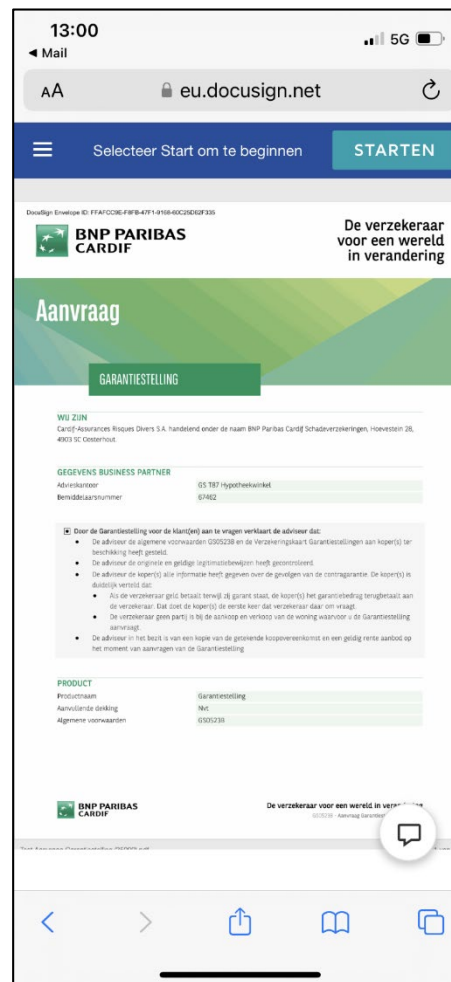 13:00
5G
◀ Mail
AA
eu.docusign.net
Selecteer Start om te beginnen
STARTEN
DocuSign Envelope ID:
BNP PARIBAS
CARDIF
De verzekeraar
voor een wereld
in verandering
Aanvraag
GARANTIESTELLING
WIJ ZIJN
Cardif-Assurances Risques Divers S.A. handelend onder de naam BNP Paribas Cardif Schadeverzekeringen, Hoevestein 28,
4903 SC Oosterhout
GEGEVENS BUSINESS PARTNER
Advieskantoor
GS T87 Hypotheekwinkel
Bemiddelaarsnummer
67462
Door de Garantiestelling voor de klant(en) aan te vragen verklaart de adviseur dat:
• De adviseur de algemene voorwaarden GS05238 en de Verzekeringskaart Garantiestellingen aan koper(s) ter
beschikking heeft gesteld.
• De adviseur de originele en geldige legitimatiebewijzen heeft gecontroleerd.
• De adviseur de koper(s) alle informatie heeft gegeven over de gevolgen van de contragarantie. De koper(s) is
duidelijk verteld dat:
• Als de verzekeraar geld betaalt terwijl zij garant staat, de koper(s) het garantiebedrag terugbetaalt aan
de verzekeraar. Dat doet de koper(s) de eerste keer dat verzekeraar daar om vraagt.
• De verzekeraar geen partij is bij de aankoop en verkoop van de woning waarvoor u de Garantiestelling
aanvraagt.
• De adviseur in het bezit is van een kopie van de getekende koopovereenkomst en een geldig rente aanbod op
het moment van aanvragen van de Garantiestelling
PRODUCT
Productnaam
Garantiestelling
Aanvullende dekking
Nvt
Algemene voorwaarden
GS05238
BNP PARIBAS
CARDIF
De verzekeraar voor een wereld in
GS05238 - Aanvraag